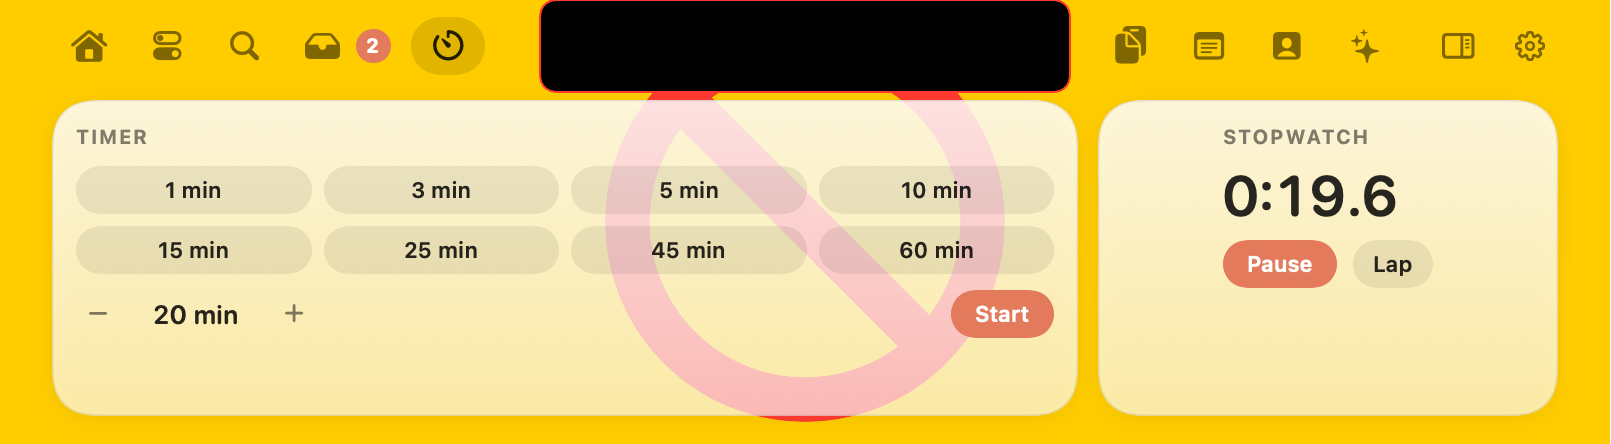 2
TIMER
1 min
3 min
5 min
10 min
15 min
25 min
45 min
60 min
− 20 min +
Start
STOPWATCH
0:19.6
Pause
Lap